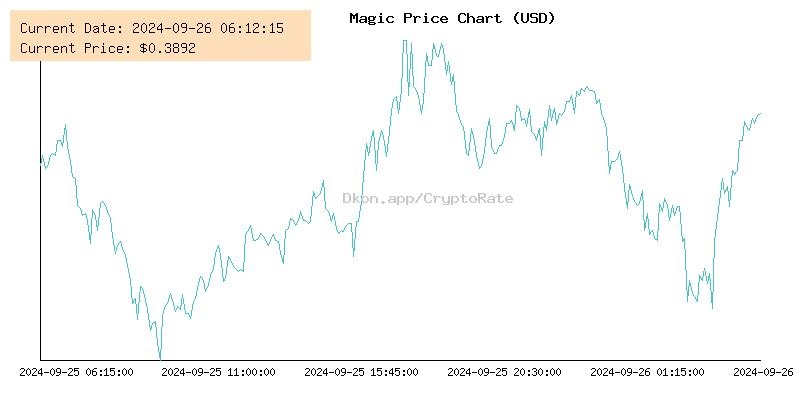 Magic Price Chart (USD)
Current Date: 2024-09-26 06:12:15
Current Price: $0.3892
Dkon.app/CryptoRate
2024-09-25 06:15:00 2024-09-25 11:00:00 2024-09-25 15:45:00 2024-09-25 20:30:00 2024-09-26 01:15:00 2024-09-26